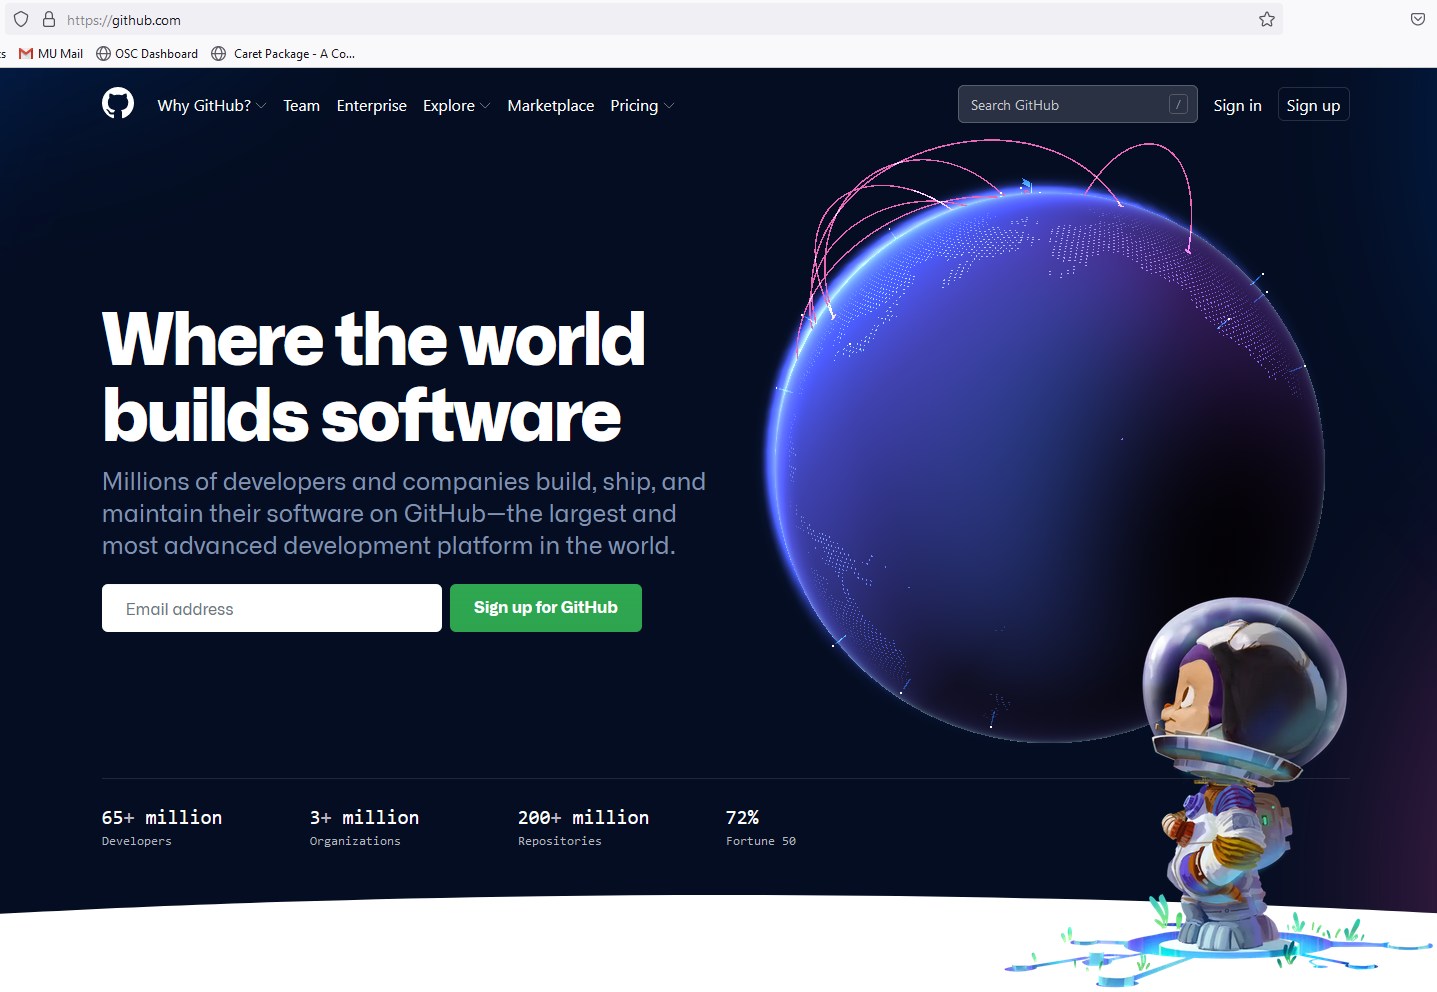 https://github.com
s
MU Mail
OSC Dashboard
Caret Package - A Co...
Why GitHub?
Team
Enterprise
Explore
Marketplace
Pricing
Search GitHub
/
Sign in
Sign up
Where the world
builds software
Millions of developers and companies build, ship, and
maintain their software on GitHub—the largest and
most advanced development platform in the world.
Email address
Sign up for GitHub
65+ million
Developers
3+ million
Organizations
200+ million
Repositories
72%
Fortune 50